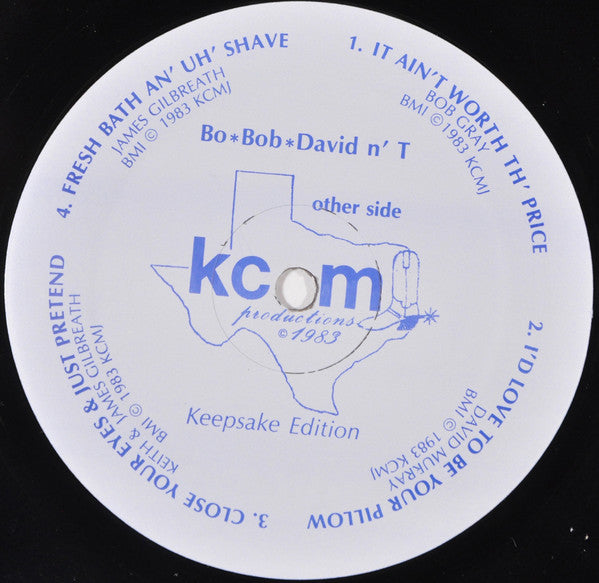 Bo*Bob*David n' T
other side
kcom
productions
©1983
Keepsake Edition
1. IT AIN'T WORTH TH' PRICE
BOB GRAY
BMI © 1983 KCMJ
2. I'D LOVE TO BE YOUR PILLOW
DAVID MURRAY
BMI © 1983 KCMJ
3. CLOSE YOUR EYES & JUST PRETEND
KEITH & JAMES GILBREATH
BMI © 1983 KCMJ
4. FRESH BATH AN' UH' SHAVE
JAMES GILBREATH
BMI © 1983 KCMJ